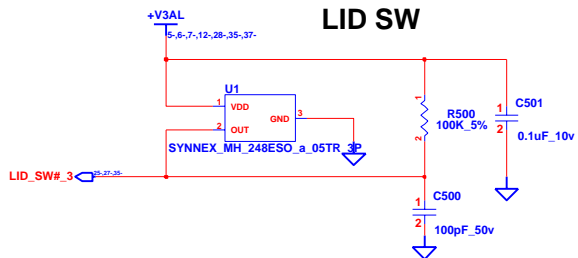 LID SW
+V3AL
5-,6-,7-,12-,28-,35-,37-
U1
1 VDD
GND 3
2 OUT
SYNNEX_MH_248ESO_a_05TR_3P
1
R500
100K_5%
2
C501
1
2
0.1uF_10v
LID_SW#_3
25-,27-,35-
C500
1
2
100pF_50v